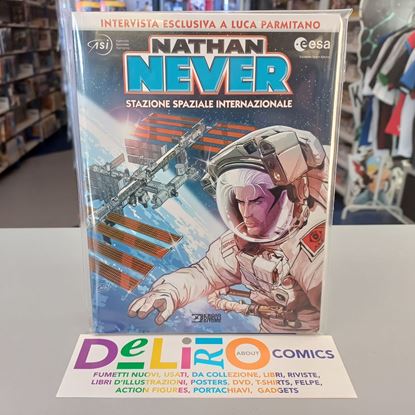 INTERVISTA ESCLUSIVA A LUCA PARMITANO
asi
esa
NATHAN
NEVER
STAZIONE SPAZIALE INTERNAZIONALE
DELIRIO ABOUT COMICS
FUMETTI NUOVI, USATI, DA COLLEZIONE, LIBRI, RIVISTE,
LIBRI D'ILLUSTRAZIONI, POSTERS, DVD, T-SHIRTS, FELPE,
ACTION FIGURES, PORTACHIAVI, GADGETS